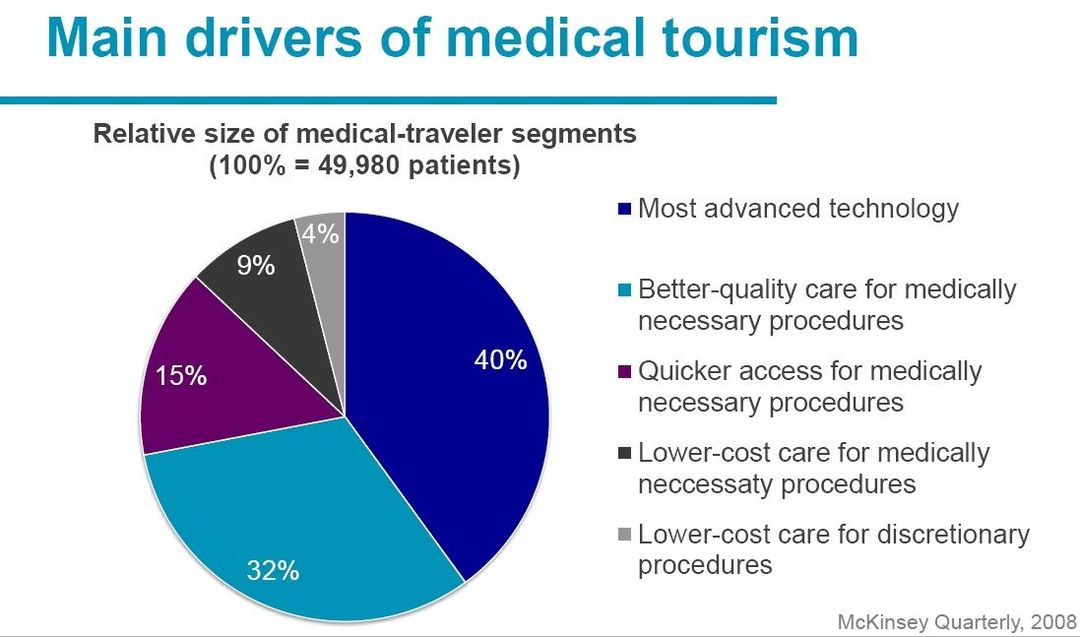 Main drivers of medical tourism
Relative size of medical-traveler segments
(100% = 49,980 patients)
4%
9%
40%
15%
32%
Most advanced technology
Better-quality care for medically
necessary procedures
Quicker access for medically
necessary procedures
Lower-cost care for medically
neccessaty procedures
Lower-cost care for discretionary
procedures
McKinsey Quarterly, 2008